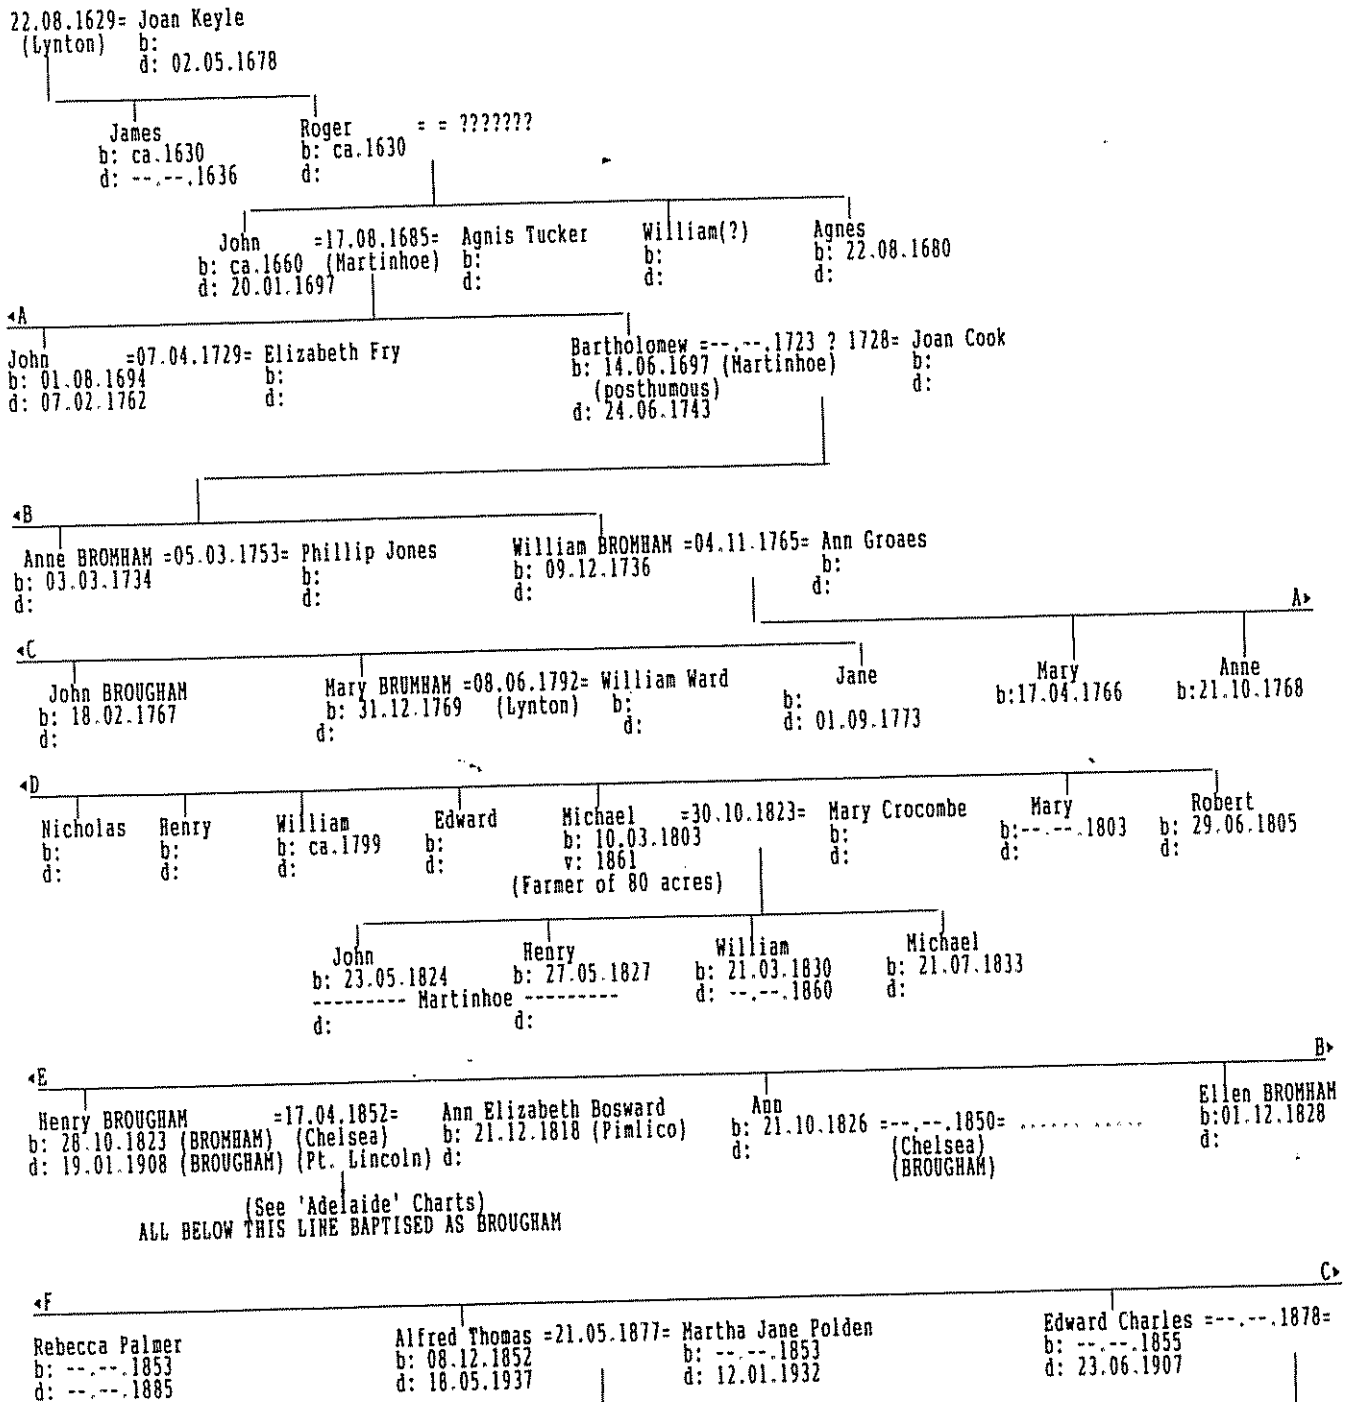 22.08.1629= Joan Keyle
(Lynton) b:
d: 02.05.1678
James Roger = = ???????
b: ca.1630 b: ca.1630
d: --.--.1636 d:
John =17.08.1685= Agnis Tucker William(?) Agnes
b: ca.1660 (Martinhoe) b: b: b: 22.08.1680
d: 20.01.1697 d: d: d:
◂A
John =07.04.1729= Elizabeth Fry Bartholomew =--.--.1723 ? 1728= Joan Cook
b: 01.08.1694 b: b: 14.06.1697 (Martinhoe) b:
(posthumous)
d: 07.02.1762 d: d: 24.06.1743 d:
◂B
Anne BROMHAM =05.03.1753= Phillip Jones William BROMHAM =04.11.1765= Ann Groaes
b: 03.03.1734 b: b: 09.12.1736 b:
d: d: d: d:
A▸
◂C
John BROUGHAM Mary BRUMHAM =08.06.1792= William Ward Jane Mary Anne
b: 18.02.1767 b: 31.12.1769 (Lynton) b: b: b:17.04.1766 b:21.10.1768
d: d: d: d: 01.09.1773
◂D
Nicholas Henry William Edward Michael =30.10.1823= Mary Crocombe Mary Robert
b: b: b: ca.1799 b: b: 10.03.1803 b: b:--.--.1803 b: 29.06.1805
d: d: d: d: v: 1861 d: d: d:
(Farmer of 80 acres)
John Henry William Michael
b: 23.05.1824 b: 27.05.1827 b: 21.03.1830 b: 21.07.1833
--------- Martinhoe --------- d: --.--.1860 d:
d: d:
◂E B▸
Henry BROUGHAM =17.04.1852= Ann Elizabeth Bosward Ann Ellen BROMHAM
b: 28.10.1823 (BROMHAM) (Chelsea) b: 21.12.1818 (Pimlico) b: 21.10.1826 =--.--.1850= ...... ..... b:01.12.1828
d: 19.01.1908 (BROUGHAM) (Pt. Lincoln) d: d: (Chelsea) d:
(BROUGHAM)
(See 'Adelaide' Charts)
ALL BELOW THIS LINE BAPTISED AS BROUGHAM
◂F C▸
Rebecca Palmer Alfred Thomas =21.05.1877= Martha Jane Polden Edward Charles =--.--.1878=
b: --.--.1853 b: 08.12.1852 b: --.--.1853 b: --.--.1855
d: --.--.1885 d: 18.05.1937 d: 12.01.1932 d: 23.06.1907